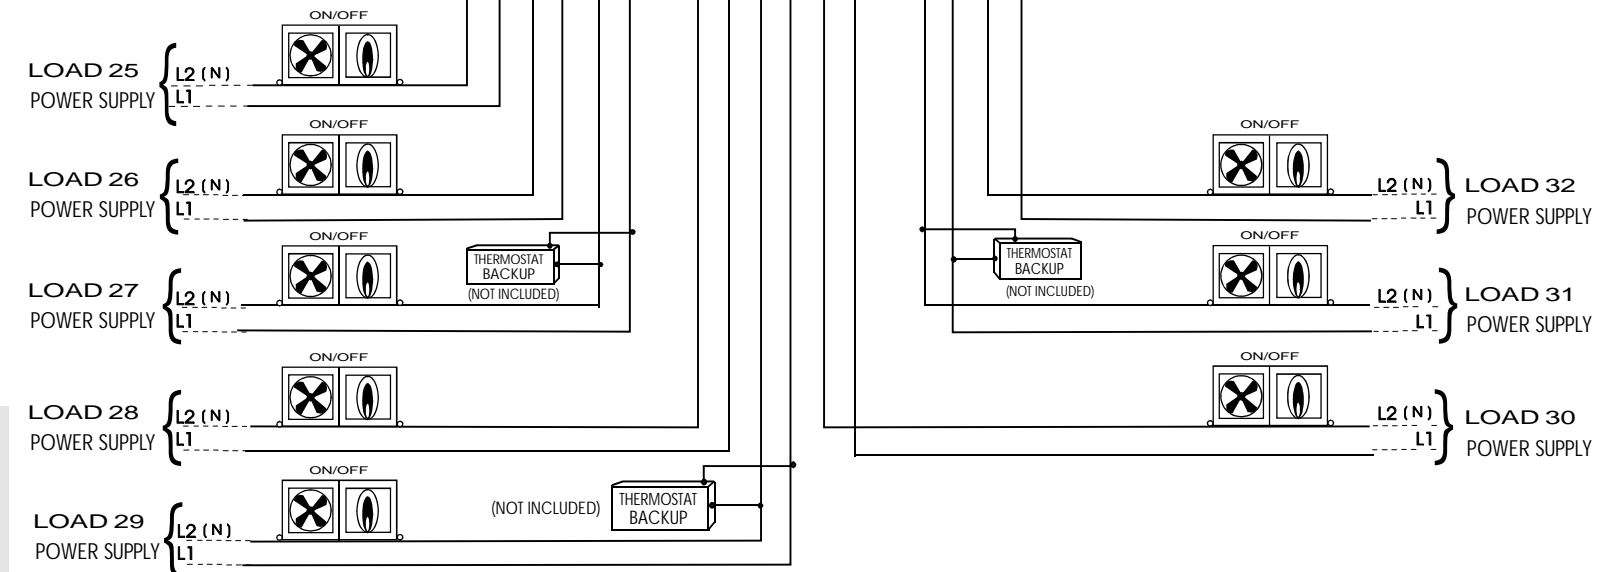 ON/OFF
LOAD 25
L2 (N)
POWER SUPPLY
L1
ON/OFF
LOAD 26
L2 (N)
POWER SUPPLY
L1
ON/OFF
THERMOSTAT
BACKUP
(NOT INCLUDED)
LOAD 27
L2 (N)
POWER SUPPLY
L1
ON/OFF
LOAD 28
L2 (N)
POWER SUPPLY
L1
ON/OFF
(NOT INCLUDED)
THERMOSTAT
BACKUP
LOAD 29
L2 (N)
POWER SUPPLY
L1
ON/OFF
L2 (N)
LOAD 32
L1
POWER SUPPLY
THERMOSTAT
BACKUP
(NOT INCLUDED)
ON/OFF
L2 (N)
LOAD 31
L1
POWER SUPPLY
ON/OFF
L2 (N)
LOAD 30
L1
POWER SUPPLY